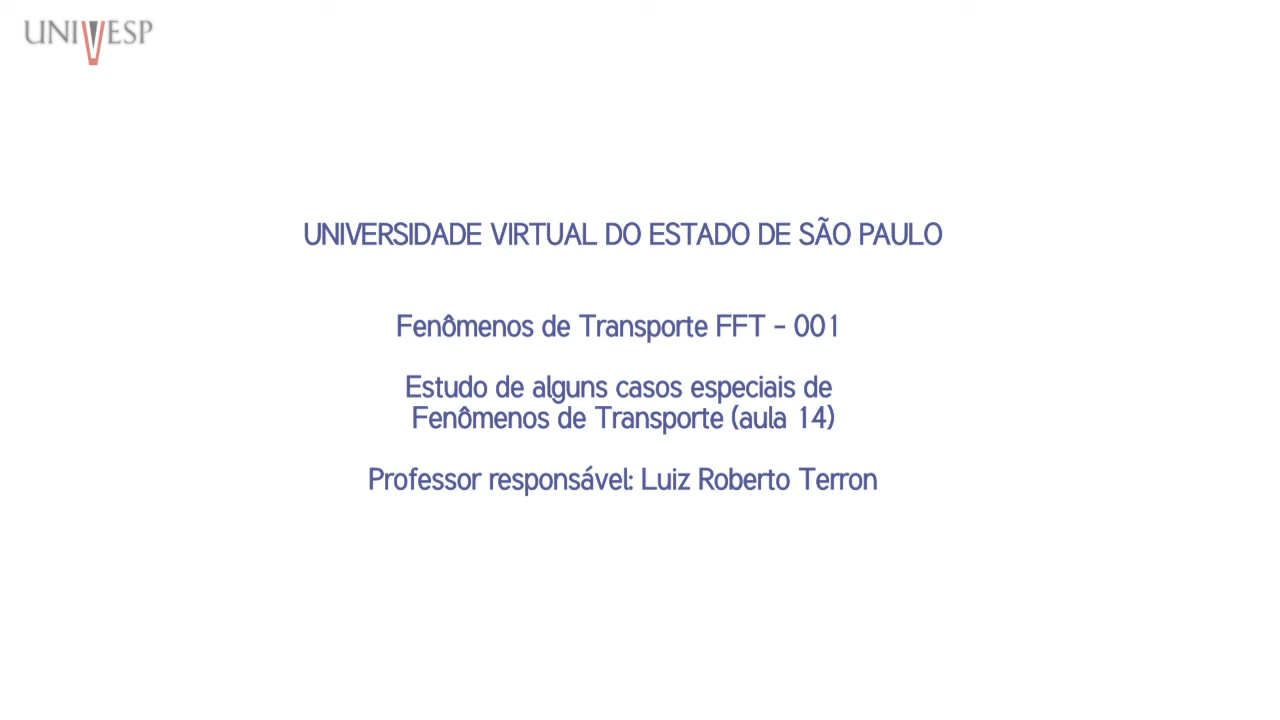 UNIVESP
UNIVERSIDADE VIRTUAL DO ESTADO DE SÃO PAULO
Fenômenos de Transporte FFT - 001
Estudo de alguns casos especiais de
Fenômenos de Transporte (aula 14)
Professor responsável: Luiz Roberto Terron